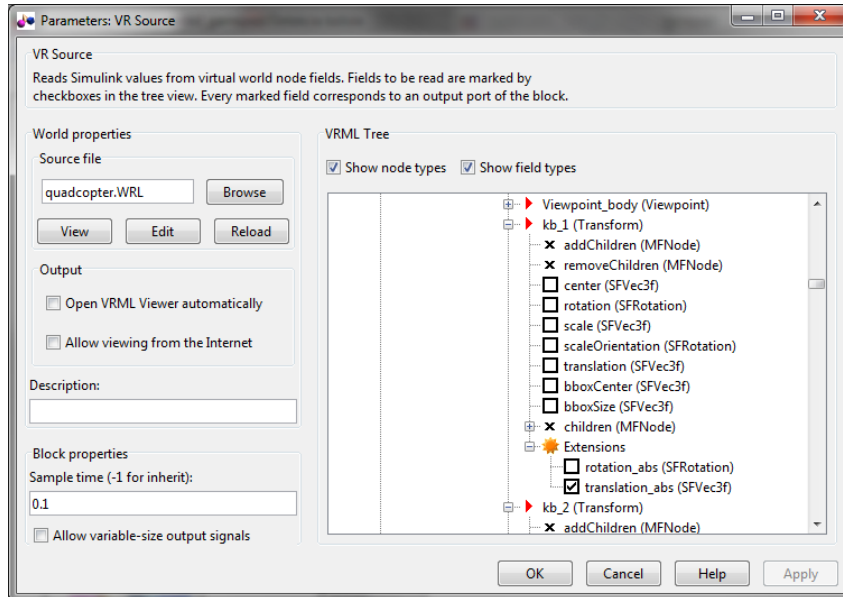 Parameters: VR Source
VR Source
Reads Simulink values from virtual world node fields. Fields to be read are marked by
checkboxes in the tree view. Every marked field corresponds to an output port of the block.
World properties
Source file
quadcopter.WRL
Browse
View
Edit
Reload
Output
Open VRML Viewer automatically
Allow viewing from the Internet
Description:
Block properties
Sample time (-1 for inherit):
0.1
Allow variable-size output signals
VRML Tree
Show node types
Show field types
Viewpoint_body (Viewpoint)
kb_1 (Transform)
addChildren (MFNode)
removeChildren (MFNode)
center (SFVec3f)
rotation (SFRotation)
scale (SFVec3f)
scaleOrientation (SFRotation)
translation (SFVec3f)
bboxCenter (SFVec3f)
bboxSize (SFVec3f)
children (MFNode)
Extensions
rotation_abs (SFRotation)
translation_abs (SFVec3f)
kb_2 (Transform)
addChildren (MFNode)
OK
Cancel
Help
Apply